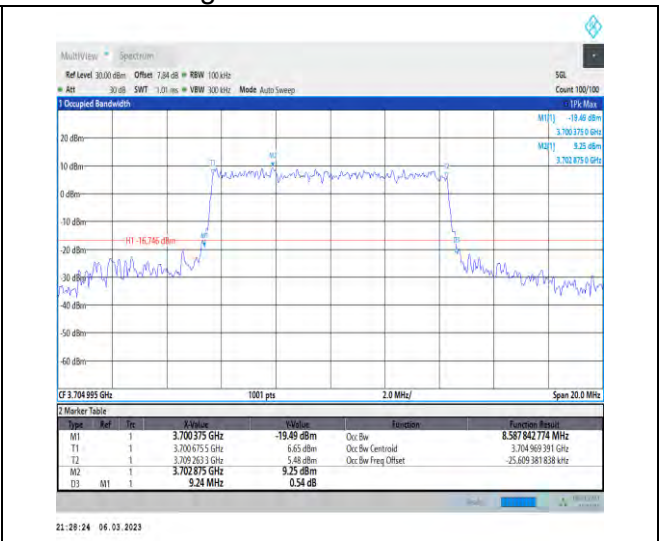 MultiView Spectrum
Ref Level 30.00 dBm Offset 7.84 dB RBW 100 kHz SGL
Att 30 dB SWT 1.01 ms VBW 300 kHz Mode Auto Sweep Count 100/100
1 Occupied Bandwidth 1Pk Max
M1[1] -19.49 dBm
3.700 375 0 GHz
M2[1] 9.25 dBm
3.702 875 0 GHz
20 dBm
T1 M2 T2
10 dBm
0 dBm
-10 dBm
H1 -16.746 dBm
M1 D3
-20 dBm
-30 dBm
-40 dBm
-50 dBm
-60 dBm
CF 3.704 995 GHz 1001 pts 2.0 MHz/ Span 20.0 MHz
2 Marker Table
Type Ref Trc X-Value Y-Value Function Function Result
M1 1 3.700 375 GHz -19.49 dBm Occ Bw 8.587 842 774 MHz
T1 1 3.700 675 5 GHz 6.65 dBm Occ Bw Centroid 3.704 969 391 GHz
T2 1 3.709 263 3 GHz 5.48 dBm Occ Bw Freq Offset -25.609 381 838 kHz
M2 1 3.702 875 GHz 9.25 dBm
D3 M1 1 9.24 MHz 0.54 dB
21:28:24 06.03.2023